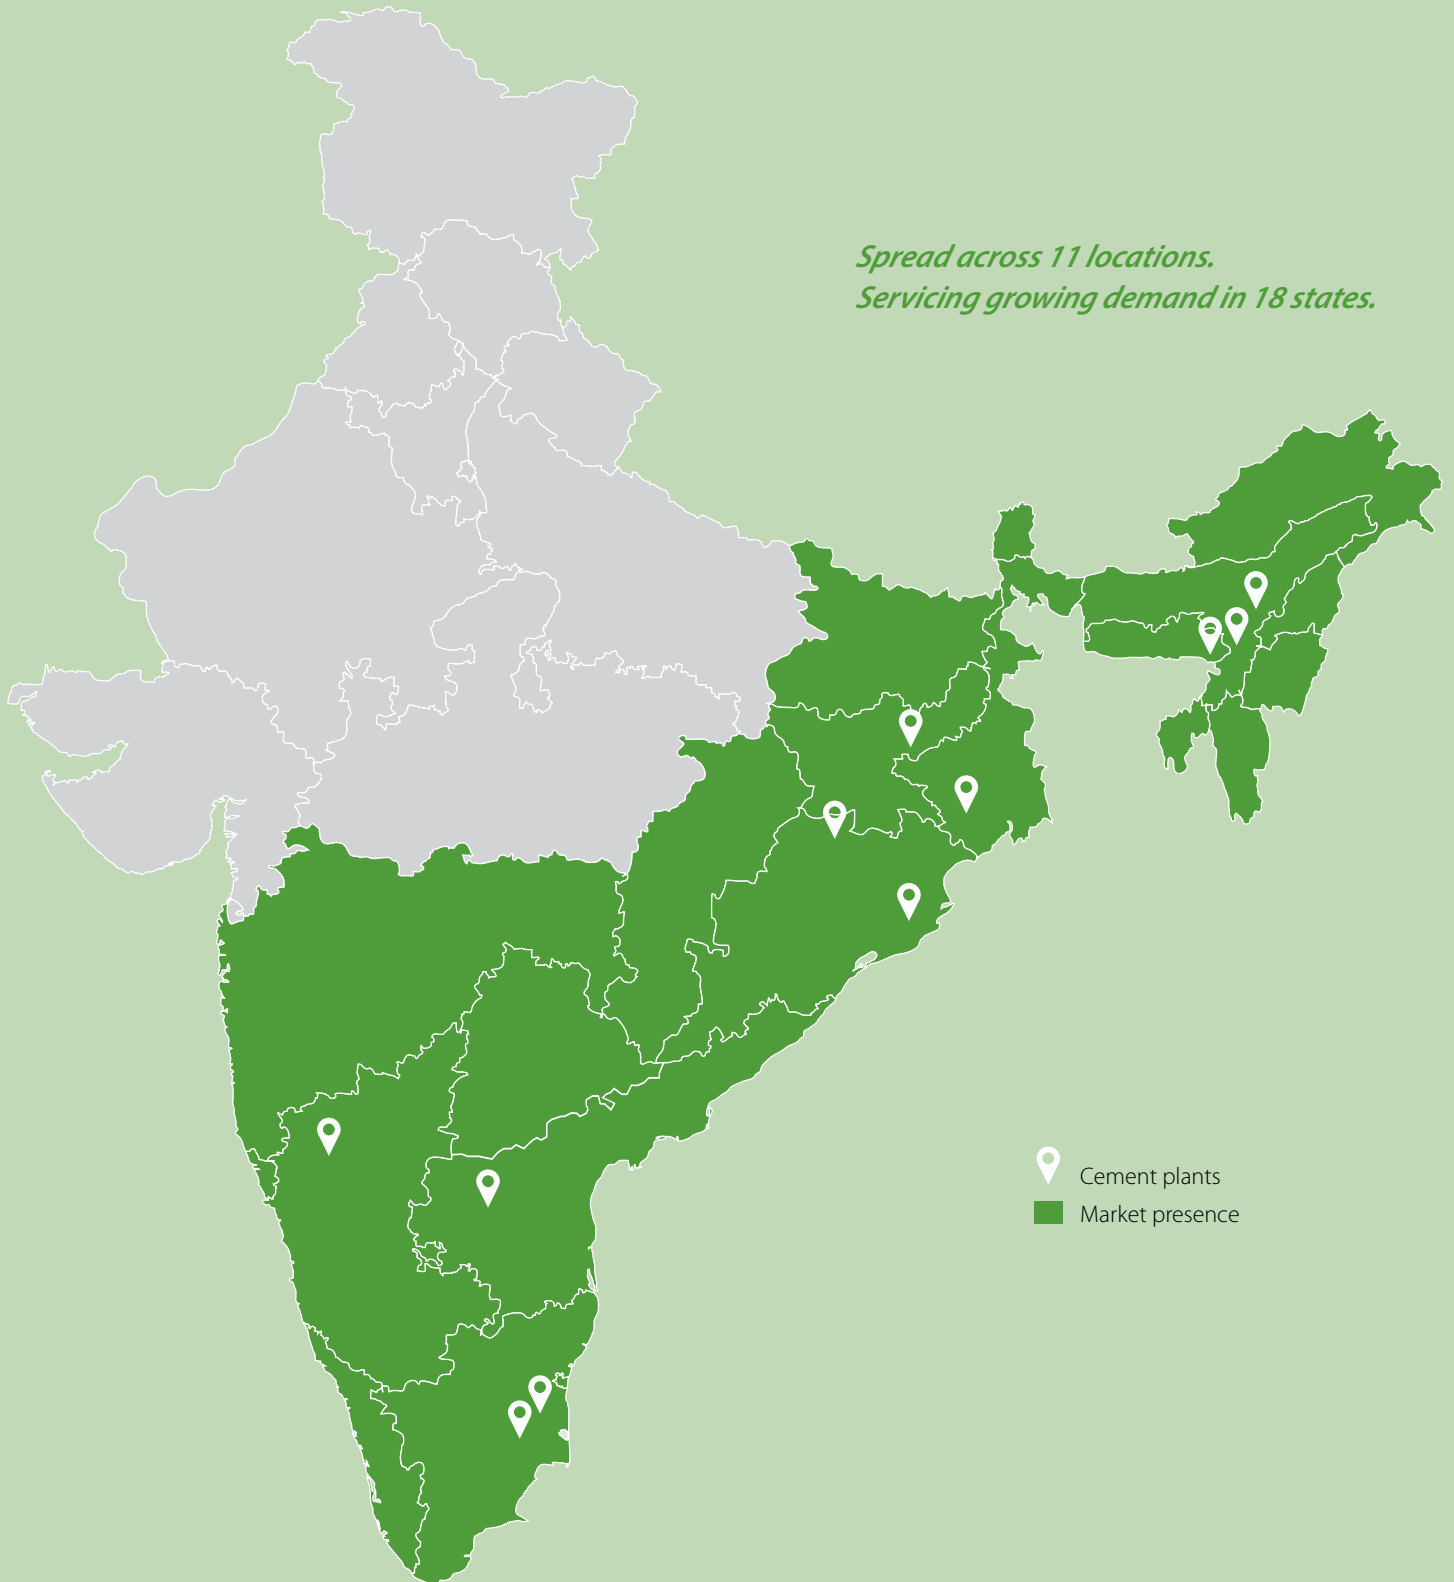 Spread across 11 locations.
Servicing growing demand in 18 states.
Cement plants
Market presence